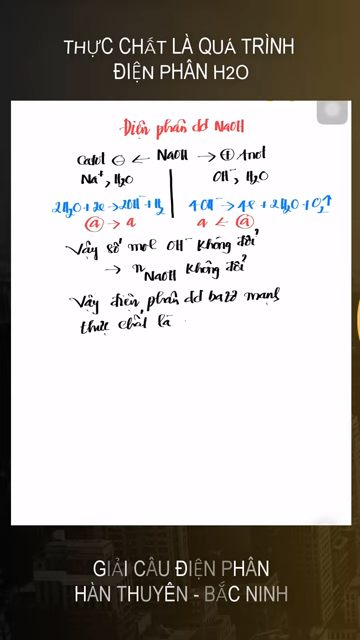 THỰC CHẤT LÀ QUÁ TRÌNH
ĐIỆN PHÂN H2O
Điện phân dd NaOH
Catot ⊖ ← NaOH → ⊕ Anot
Na⁺, H₂O OH⁻, H₂O
2H₂O + 2e → 2OH⁻ + H₂ 4OH⁻ → 4e + 2H₂O + O₂↑
ⓐ → a a ← ⓐ
Vậy số mol OH⁻ không đổi
→ n NaOH không đổi
Vậy điện phân dd bazơ mạnh
thực chất là
GIẢI CÂU ĐIỆN PHÂN
HÀN THUYÊN - BẮC NINH